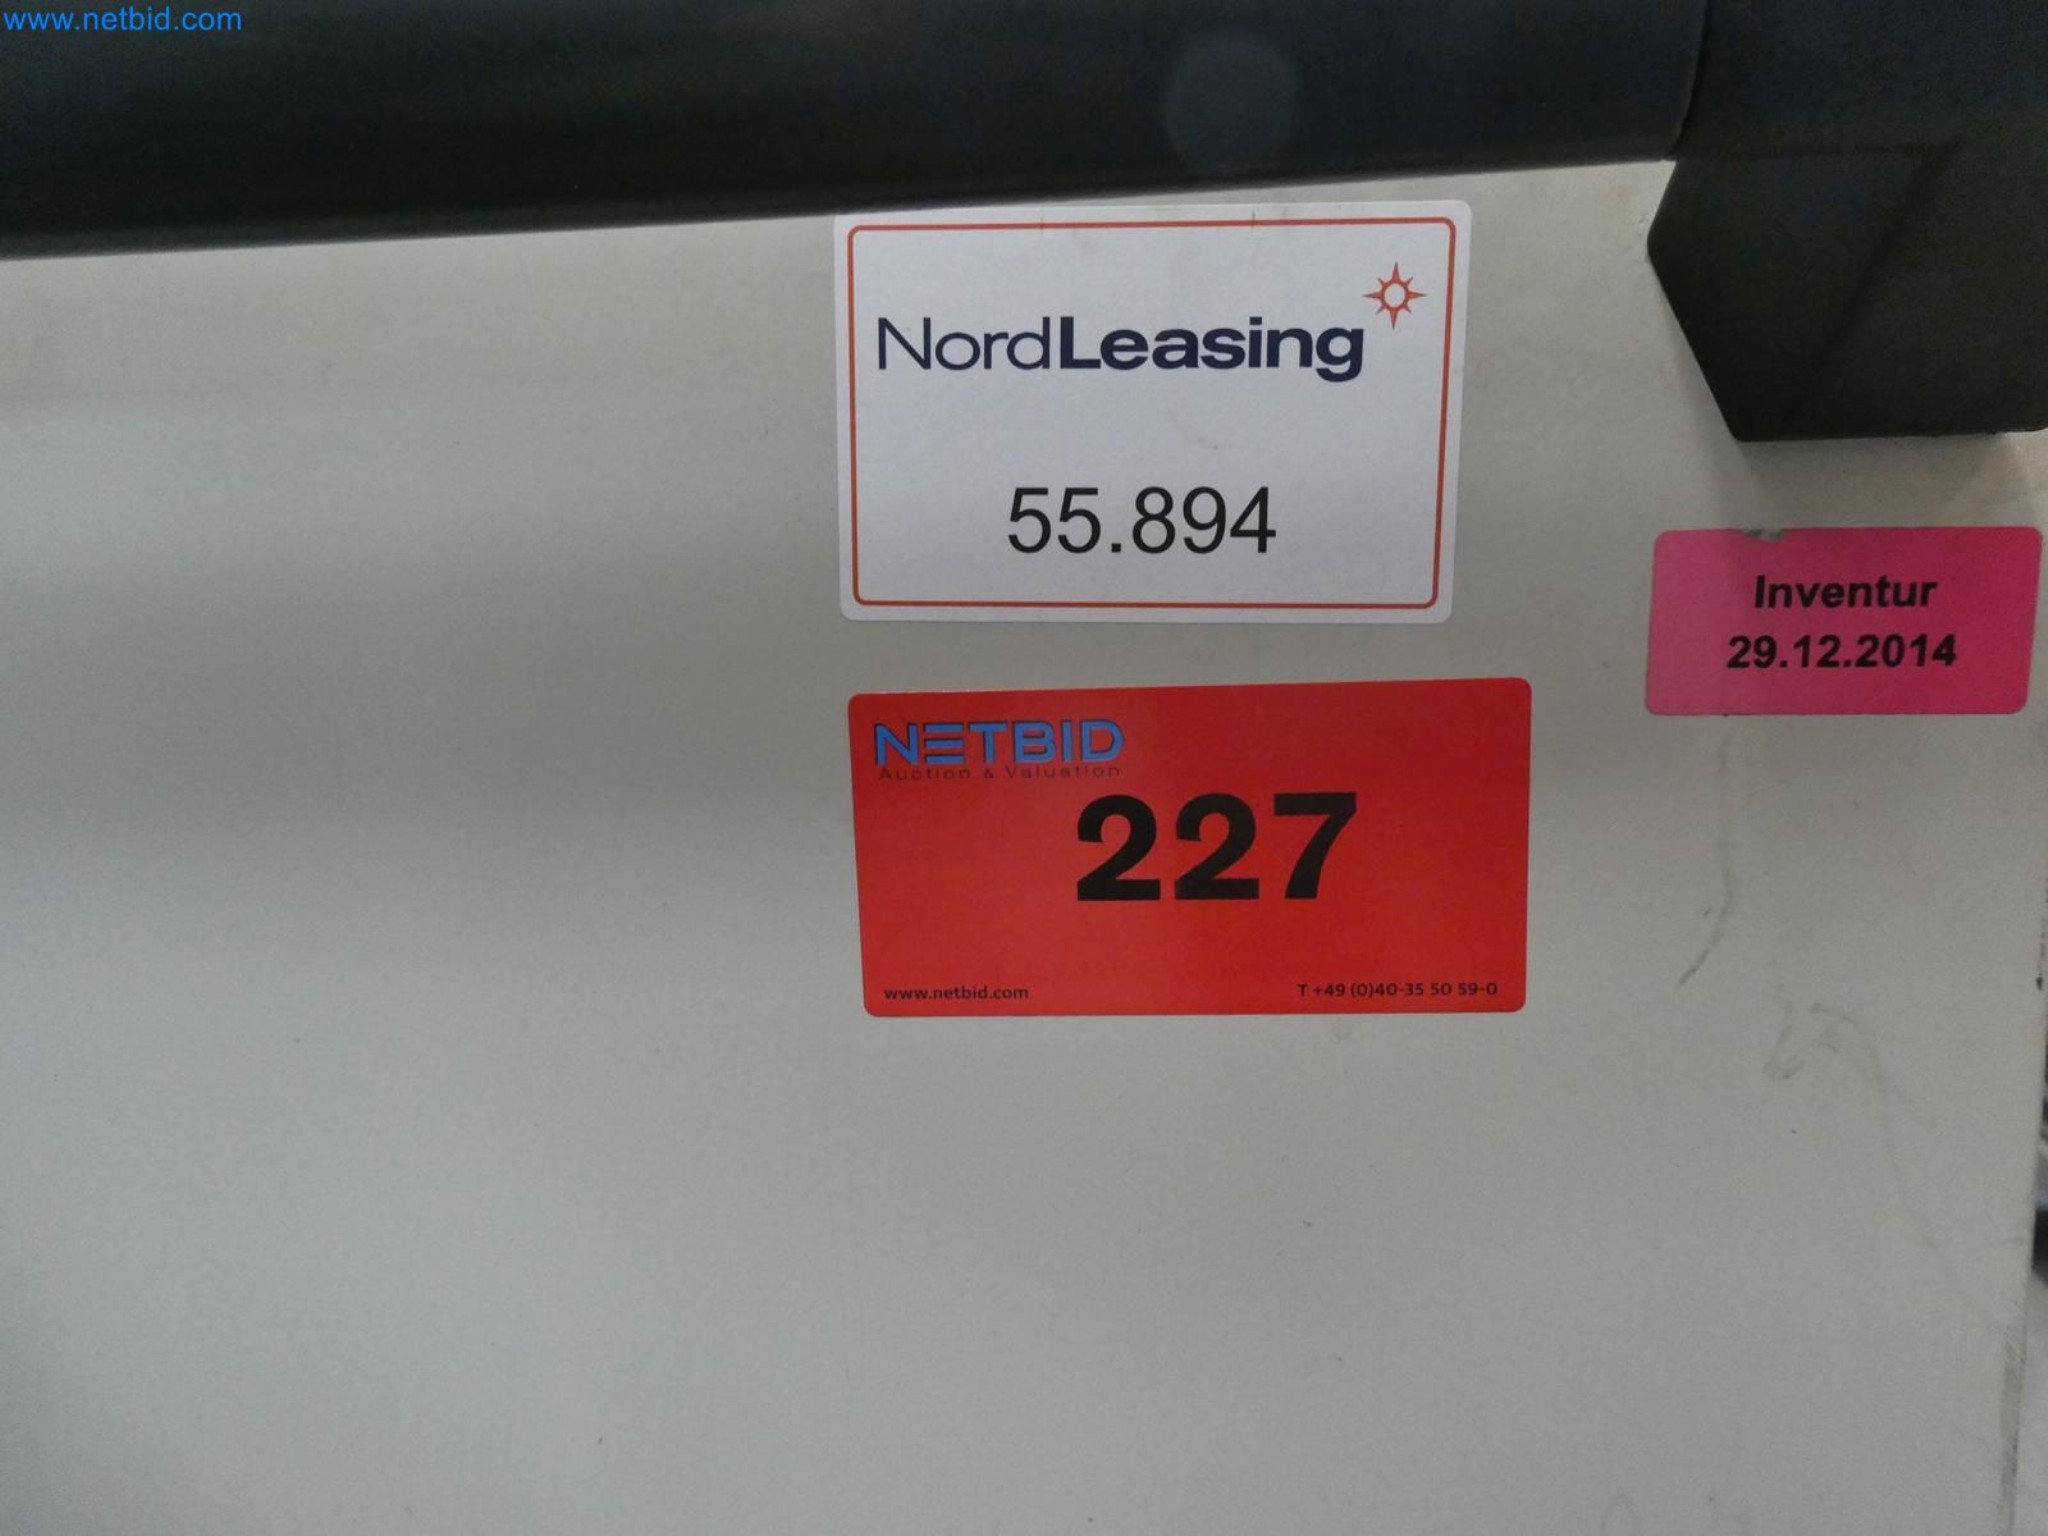 www.netbid.com
NordLeasing
55.894
Inventur
29.12.2014
NETBID
Auction & Valuation
227
www.netbid.com
T +49 (0)40-35 50 59-0